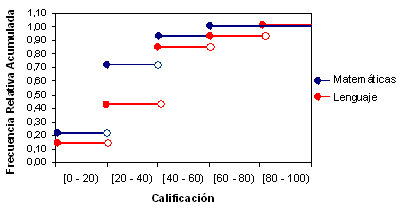 Frecuencia Relativa Acumulada
1,10
1,00
0,90
0,80
0,70
0,60
0,50
0,40
0,30
0,20
0,10
0,00
[0 - 20) [20 - 40) [40 - 60) [60 - 80) [80 - 100)
Calificación
Matemáticas
Lenguaje